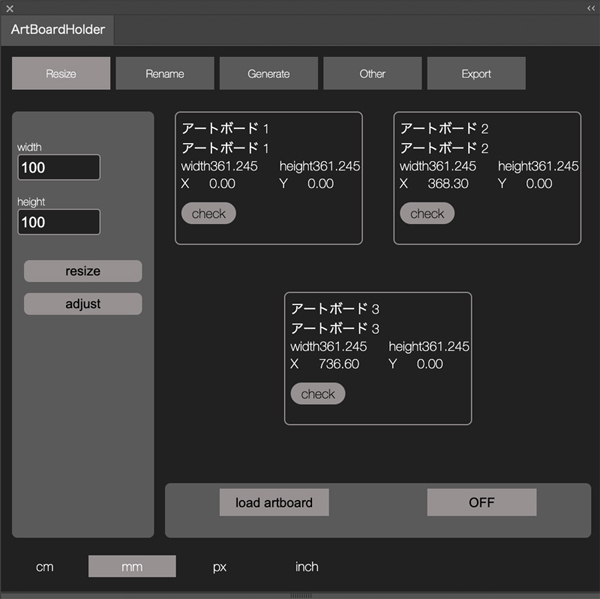 ArtBoardHolder
Resize Rename Generate Other Export
width
100
height
100
resize
adjust
アートボード 1
アートボード 1
width361.245 height361.245
X 0.00 Y 0.00
check
アートボード 2
アートボード 2
width361.245 height361.245
X 368.30 Y 0.00
check
アートボード 3
アートボード 3
width361.245 height361.245
X 736.60 Y 0.00
check
load artboard OFF
cm mm px inch